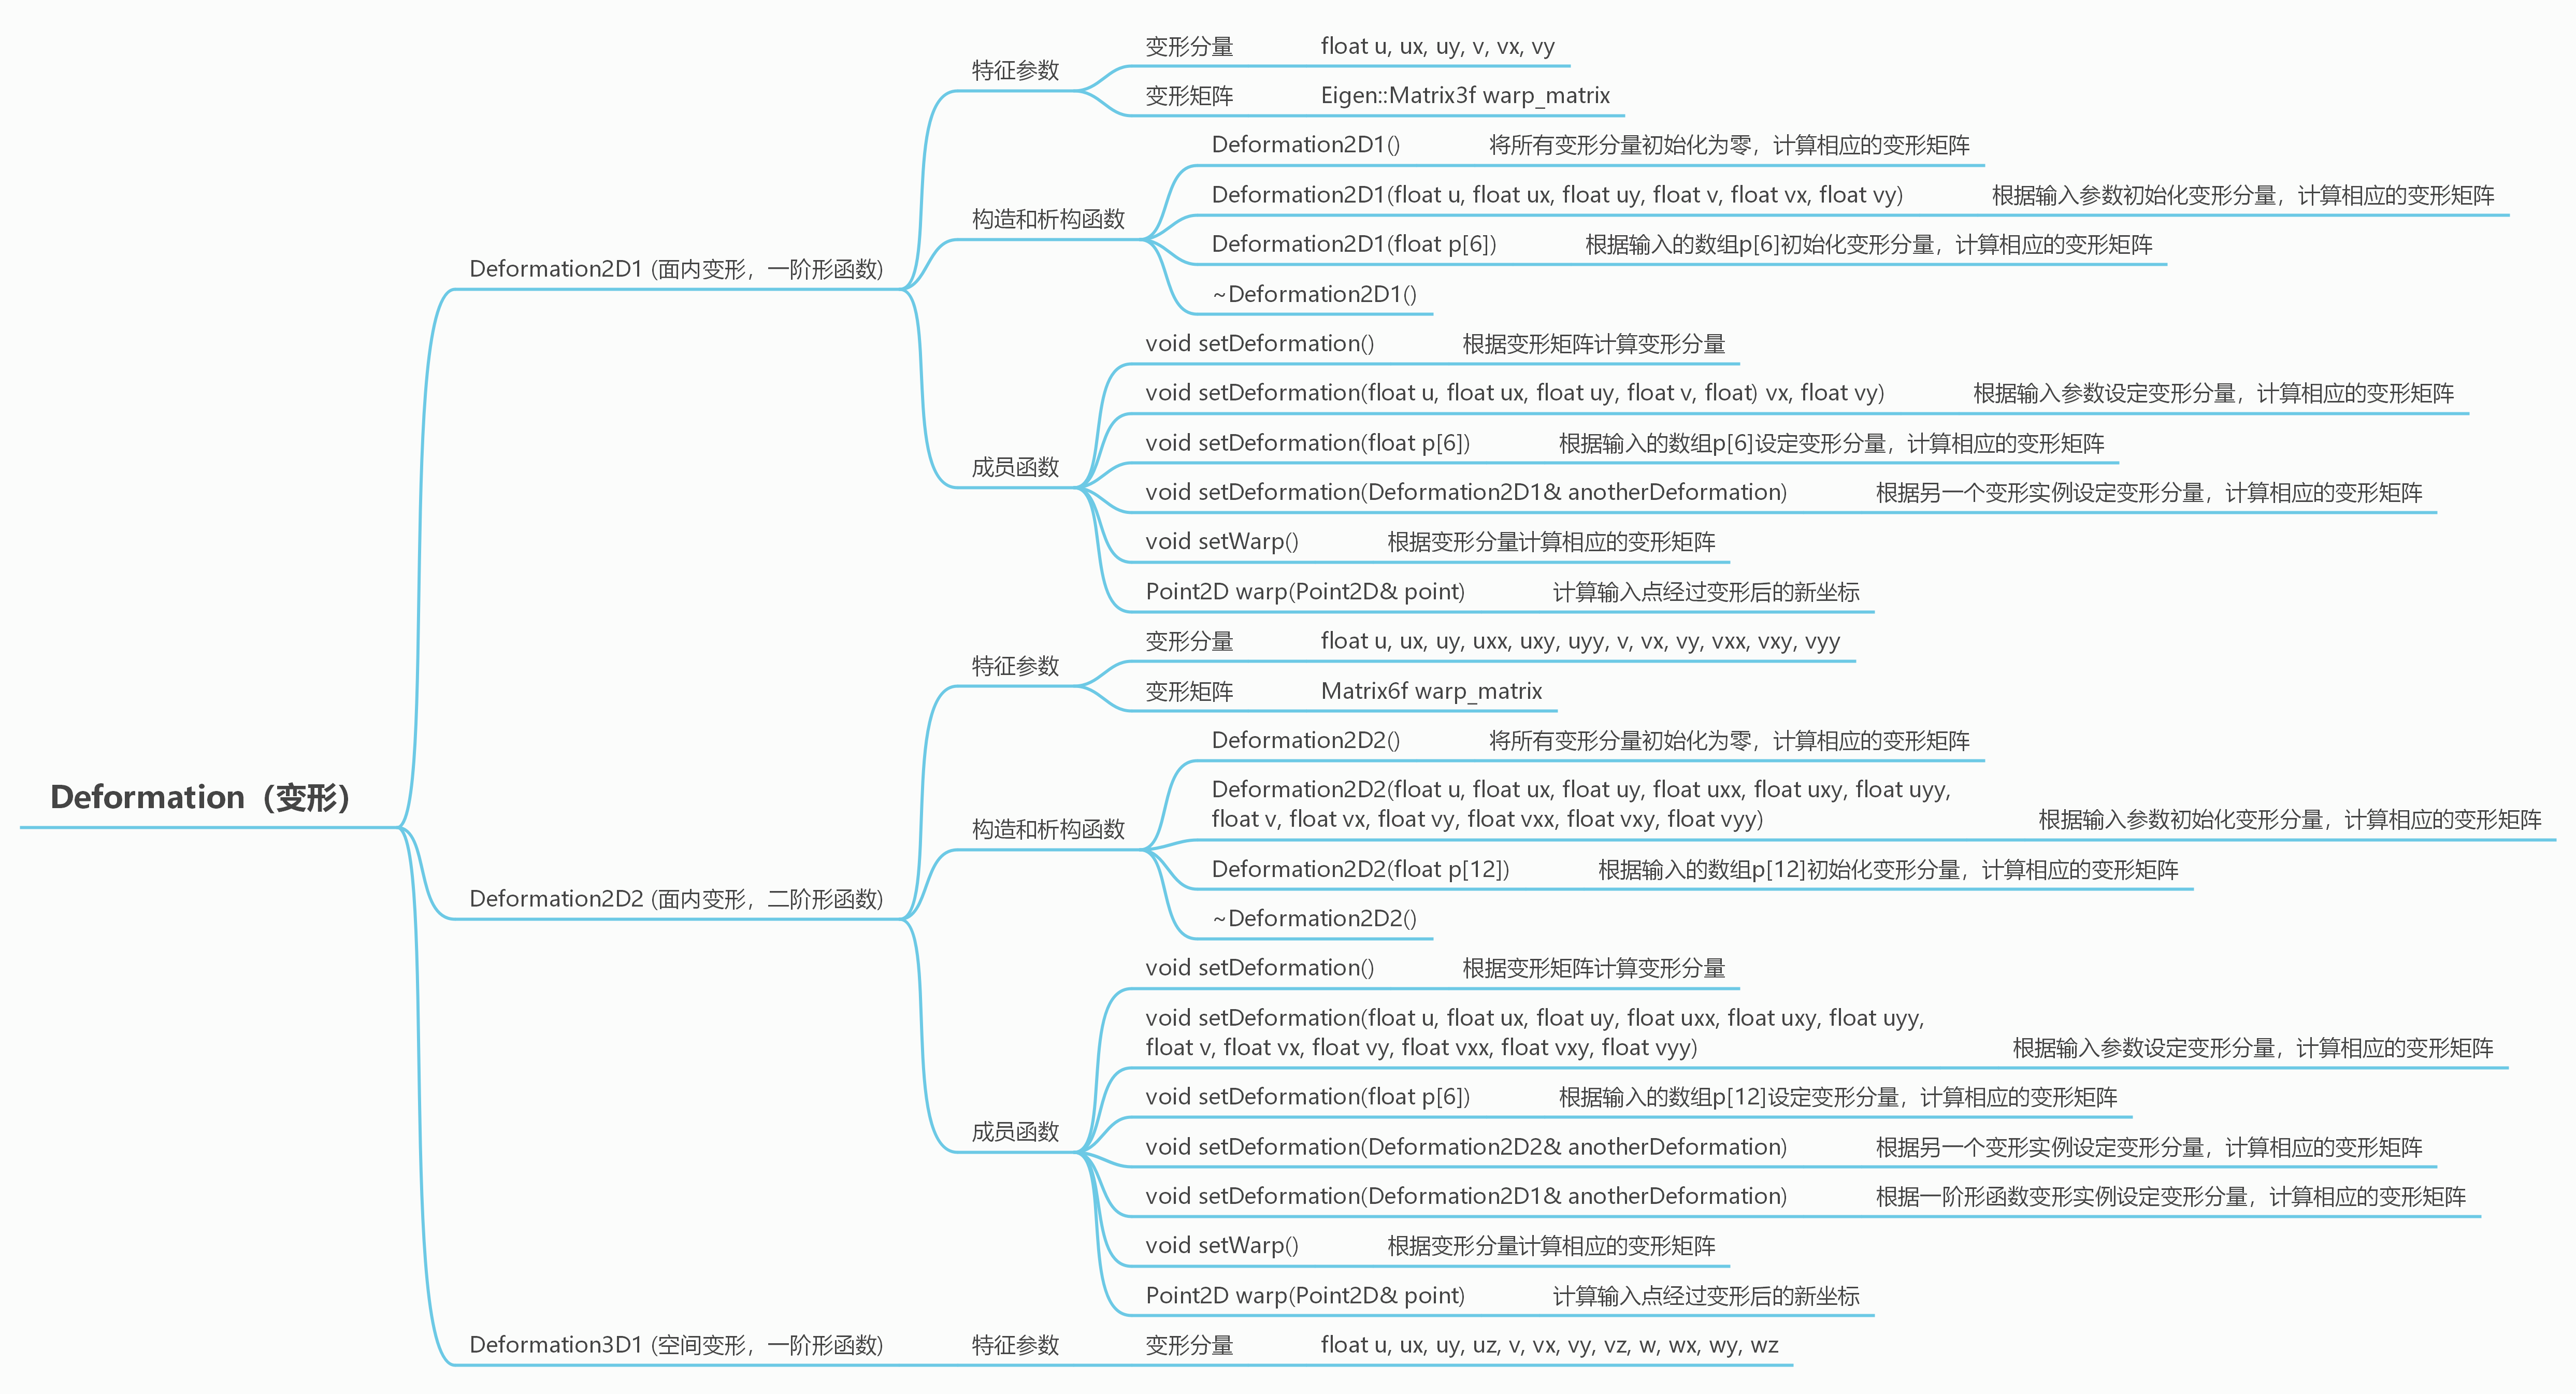 Deformation（变形）
Deformation2D1 (面内变形，一阶形函数)
特征参数
变形分量
float u, ux, uy, v, vx, vy
变形矩阵
Eigen::Matrix3f warp_matrix
构造和析构函数
Deformation2D1()
将所有变形分量初始化为零，计算相应的变形矩阵
Deformation2D1(float u, float ux, float uy, float v, float vx, float vy)
根据输入参数初始化变形分量，计算相应的变形矩阵
Deformation2D1(float p[6])
根据输入的数组p[6]初始化变形分量，计算相应的变形矩阵
~Deformation2D1()
成员函数
void setDeformation()
根据变形矩阵计算变形分量
void setDeformation(float u, float ux, float uy, float v, float) vx, float vy)
根据输入参数设定变形分量，计算相应的变形矩阵
void setDeformation(float p[6])
根据输入的数组p[6]设定变形分量，计算相应的变形矩阵
void setDeformation(Deformation2D1& anotherDeformation)
根据另一个变形实例设定变形分量，计算相应的变形矩阵
void setWarp()
根据变形分量计算相应的变形矩阵
Point2D warp(Point2D& point)
计算输入点经过变形后的新坐标
Deformation2D2 (面内变形，二阶形函数)
特征参数
变形分量
float u, ux, uy, uxx, uxy, uyy, v, vx, vy, vxx, vxy, vyy
变形矩阵
Matrix6f warp_matrix
构造和析构函数
Deformation2D2()
将所有变形分量初始化为零，计算相应的变形矩阵
Deformation2D2(float u, float ux, float uy, float uxx, float uxy, float uyy,
float v, float vx, float vy, float vxx, float vxy, float vyy)
根据输入参数初始化变形分量，计算相应的变形矩阵
Deformation2D2(float p[12])
根据输入的数组p[12]初始化变形分量，计算相应的变形矩阵
~Deformation2D2()
成员函数
void setDeformation()
根据变形矩阵计算变形分量
void setDeformation(float u, float ux, float uy, float uxx, float uxy, float uyy,
float v, float vx, float vy, float vxx, float vxy, float vyy)
根据输入参数设定变形分量，计算相应的变形矩阵
void setDeformation(float p[6])
根据输入的数组p[12]设定变形分量，计算相应的变形矩阵
void setDeformation(Deformation2D2& anotherDeformation)
根据另一个变形实例设定变形分量，计算相应的变形矩阵
void setDeformation(Deformation2D1& anotherDeformation)
根据一阶形函数变形实例设定变形分量，计算相应的变形矩阵
void setWarp()
根据变形分量计算相应的变形矩阵
Point2D warp(Point2D& point)
计算输入点经过变形后的新坐标
Deformation3D1 (空间变形，一阶形函数)
特征参数
变形分量
float u, ux, uy, uz, v, vx, vy, vz, w, wx, wy, wz